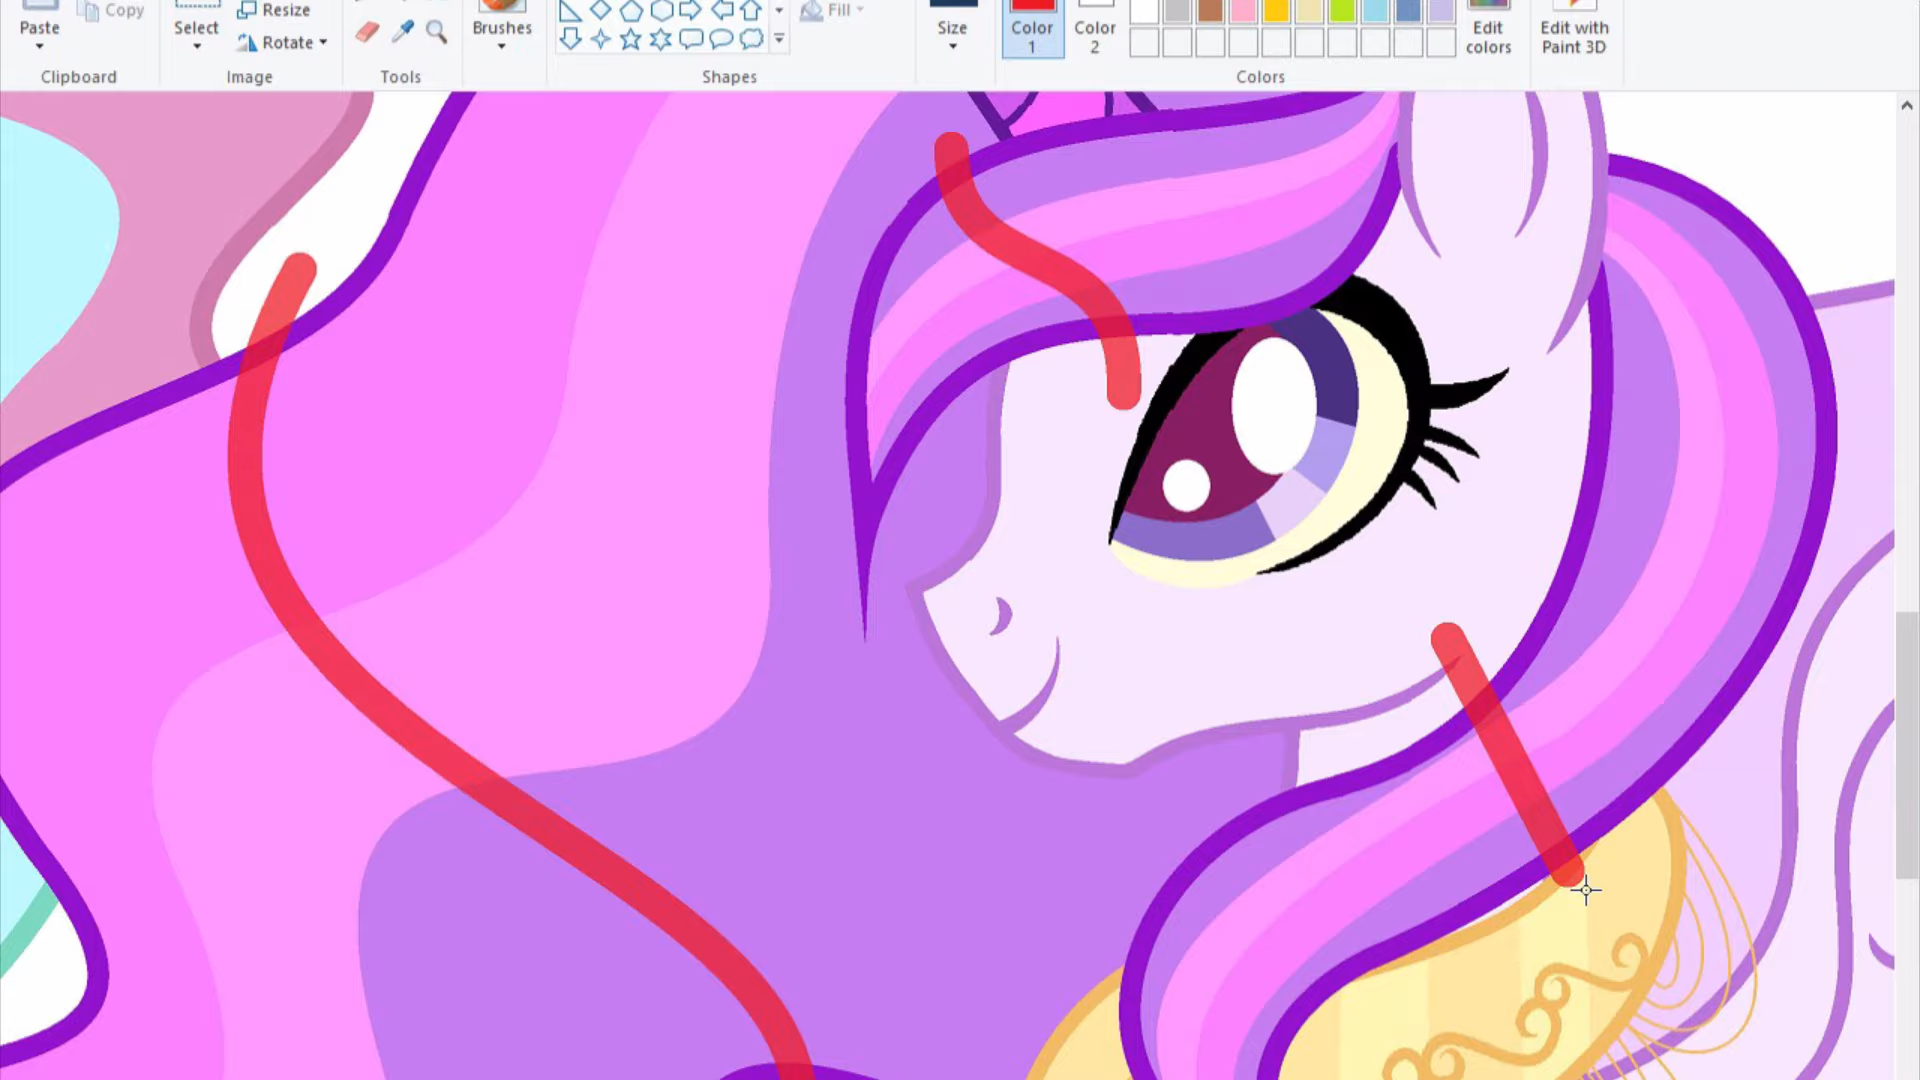 Paste
Copy
Select
Resize
Rotate
Brushes
Fill
Size
Color
1
Color
2
Edit
colors
Edit with
Paint 3D
Clipboard
Image
Tools
Shapes
Colors